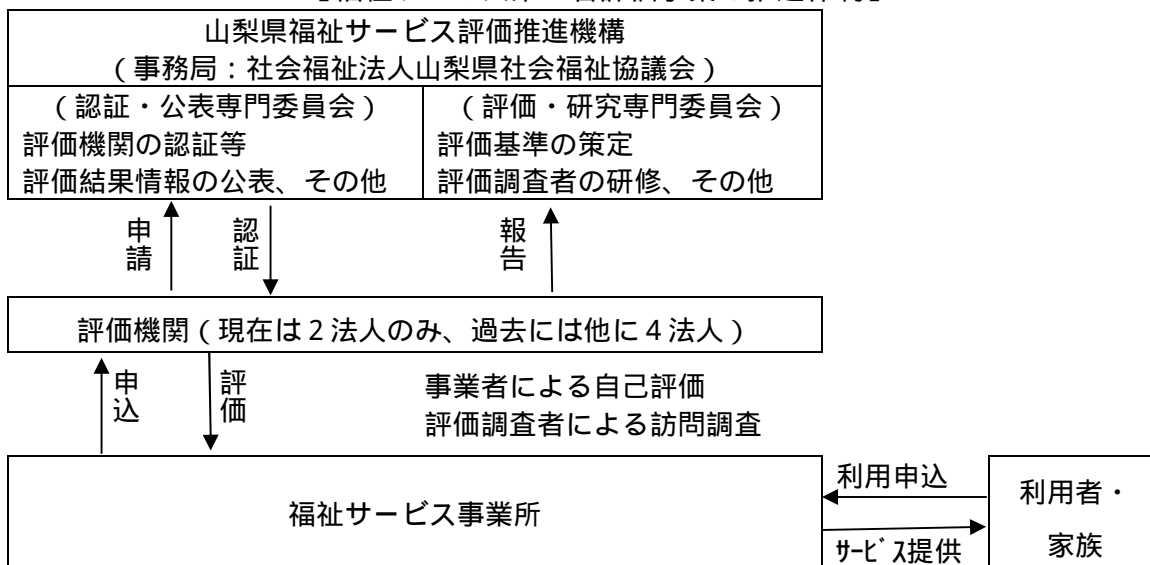 山梨県福祉サービス評価推進機構
（事務局：社会福祉法人山梨県社会福祉協議会）
（認証・公表専門委員会）
評価機関の認証等
評価結果情報の公表、その他
（評価・研究専門委員会）
評価基準の策定
評価調査者の研修、その他
申請
認証
報告
評価機関（現在は２法人のみ、過去には他に４法人）
申込
評価
事業者による自己評価
評価調査者による訪問調査
福祉サービス事業所
利用申込
ｻｰﾋﾞｽ提供
利用者・
家族